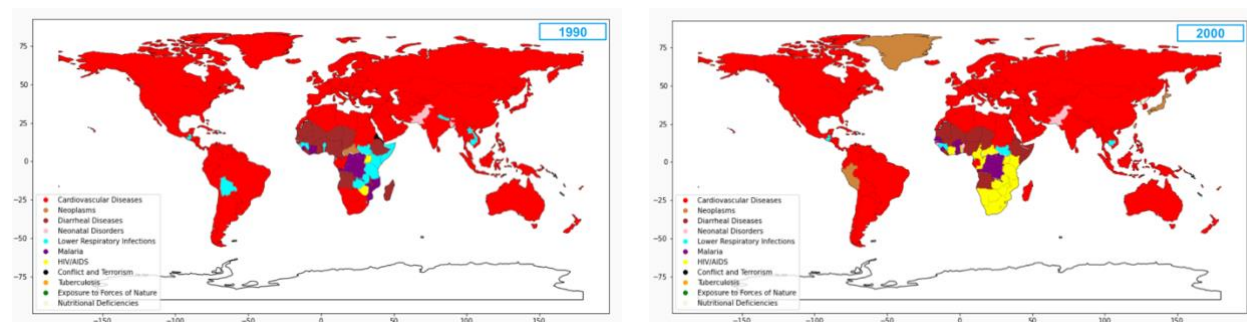 1990
75
50
25
0
−25
−50
−75
Cardiovascular Diseases
Neoplasms
Diarrheal Diseases
Neonatal Disorders
Lower Respiratory Infections
Malaria
HIV/AIDS
Conflict and Terrorism
Tuberculosis
Exposure to Forces of Nature
Nutritional Deficiencies
−150 −100 −50 0 50 100 150
2000
75
50
25
0
−25
−50
−75
Cardiovascular Diseases
Neoplasms
Diarrheal Diseases
Neonatal Disorders
Lower Respiratory Infections
Malaria
HIV/AIDS
Conflict and Terrorism
Tuberculosis
Exposure to Forces of Nature
Nutritional Deficiencies
−150 −100 −50 0 50 100 150